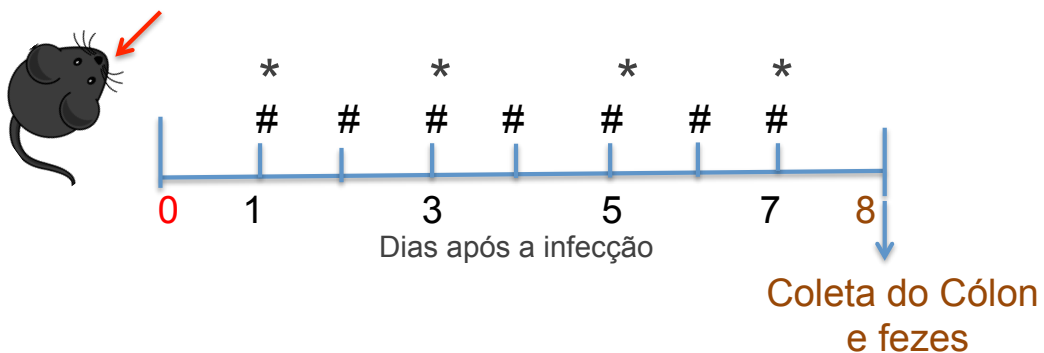 * * * *
# # # # # # #
0 1 3 5 7 8
Dias após a infecção
Coleta do Cólon
e fezes